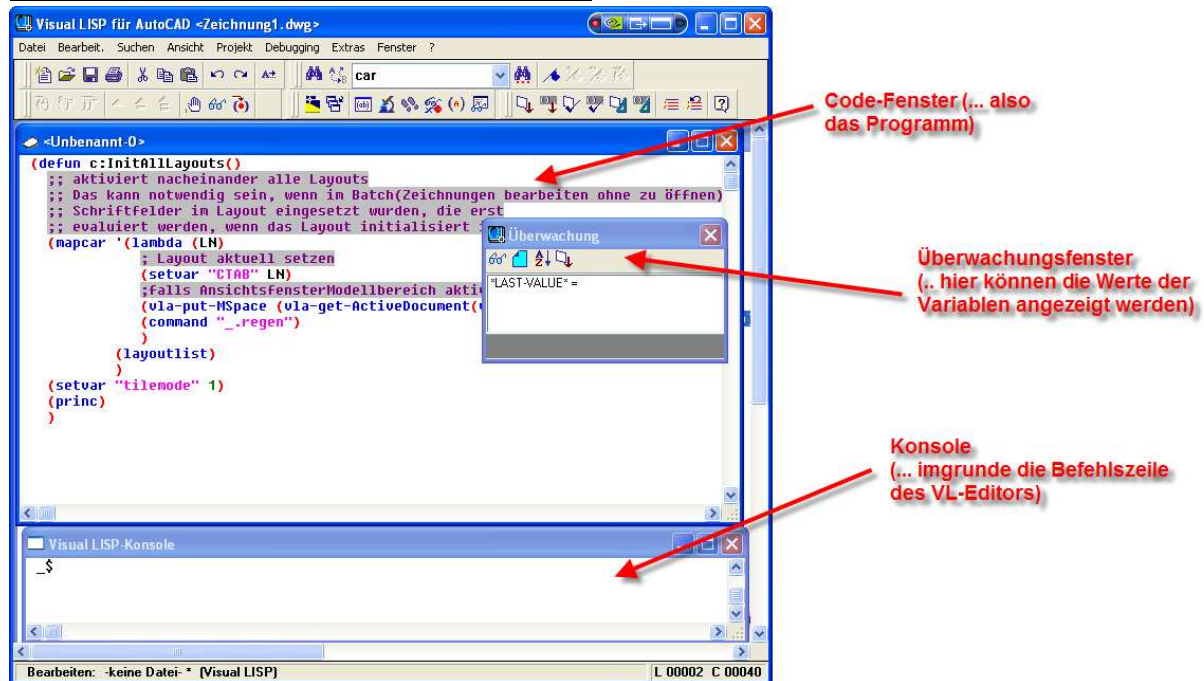 Visual LISP für AutoCAD <Zeichnung1.dwg>
Datei Bearbeit. Suchen Ansicht Projekt Debugging Extras Fenster ?
car
<Unbenannt-0>
(defun c:InitAllLayouts()
;; aktiviert nacheinander alle Layouts
;; Das kann notwendig sein, wenn im Batch(Zeichnungen bearbeiten ohne zu öffnen)
;; Schriftfelder im Layout eingesetzt wurden, die erst
;; evaluiert werden, wenn das Layout initialisiert
(mapcar '(lambda (LN)
; Layout aktuell setzen
(setvar "CTAB" LN)
;falls AnsichtsfensterModellbereich
(vla-put-MSpace (vla-get-ActiveDocument(
(command "_.regen")
)
(layoutlist)
)
(setvar "tilemode" 1)
(princ)
)
Überwachung
*LAST-VALUE* =
Visual LISP-Konsole
_$
Bearbeiten: -keine Datei- * (Visual LISP)
L 00002 C 00040
Code-Fenster (... also
das Programm)
Überwachungsfenster
(.. hier können die Werte der
Variablen angezeigt werden)
Konsole
(... imgrunde die Befehlszeile
des VL-Editors)